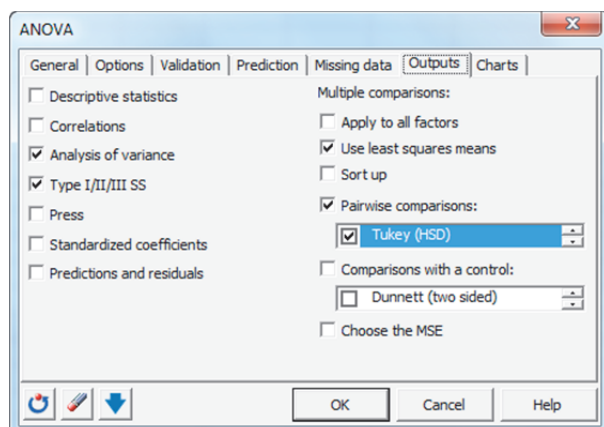 ANOVA
General
Options
Validation
Prediction
Missing data
Outputs
Charts
Descriptive statistics
Correlations
Analysis of variance
Type I/II/III SS
Press
Standardized coefficients
Predictions and residuals
Multiple comparisons:
Apply to all factors
Use least squares means
Sort up
Pairwise comparisons:
Tukey (HSD)
Comparisons with a control:
Dunnett (two sided)
Choose the MSE
OK
Cancel
Help